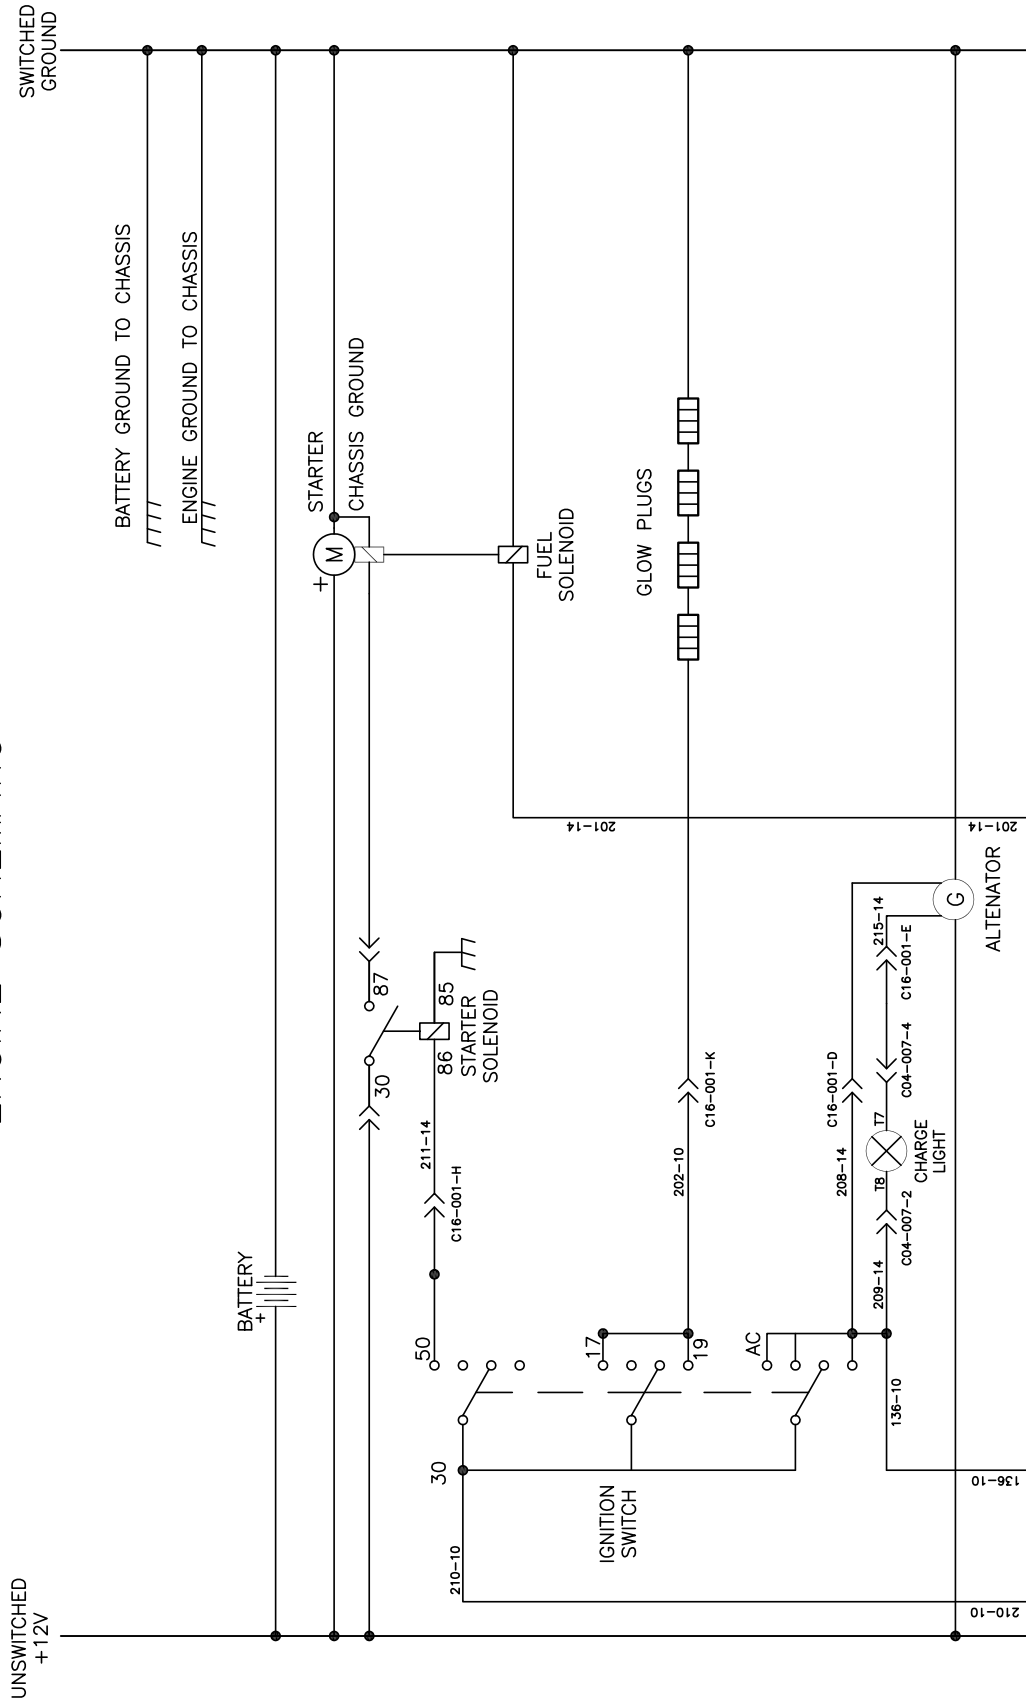 SWITCHED
GROUND
BATTERY GROUND TO CHASSIS
ENGINE GROUND TO CHASSIS
STARTER
CHASSIS GROUND
M
+
FUEL
SOLENOID
GLOW PLUGS
201-14
201-14
ALTENATOR
G
215-14
C16-001-E
87
30
85
86
STARTER
SOLENOID
211-14
C16-001-H
C16-001-K
202-10
C16-001-D
208-14
C04-007-4
T7
T8
CHARGE
LIGHT
C04-007-2
209-14
BATTERY
+
50
17
19
AC
30
136-10
136-10
IGNITION
SWITCH
210-10
210-10
UNSWITCHED
+12V